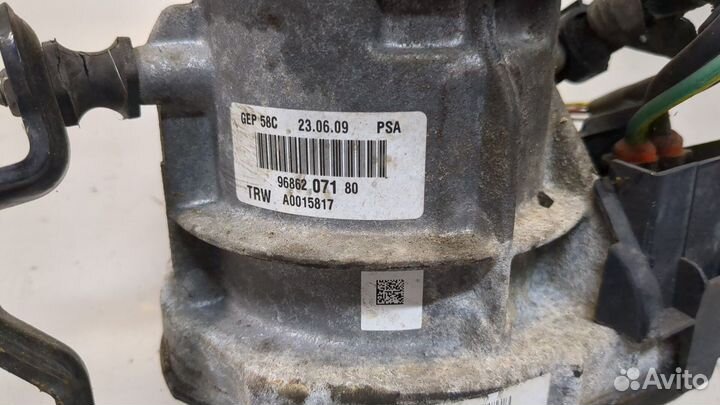 GEP 58C 23.06.09 PSA
96862 071 80
TRW A0015817
Avito